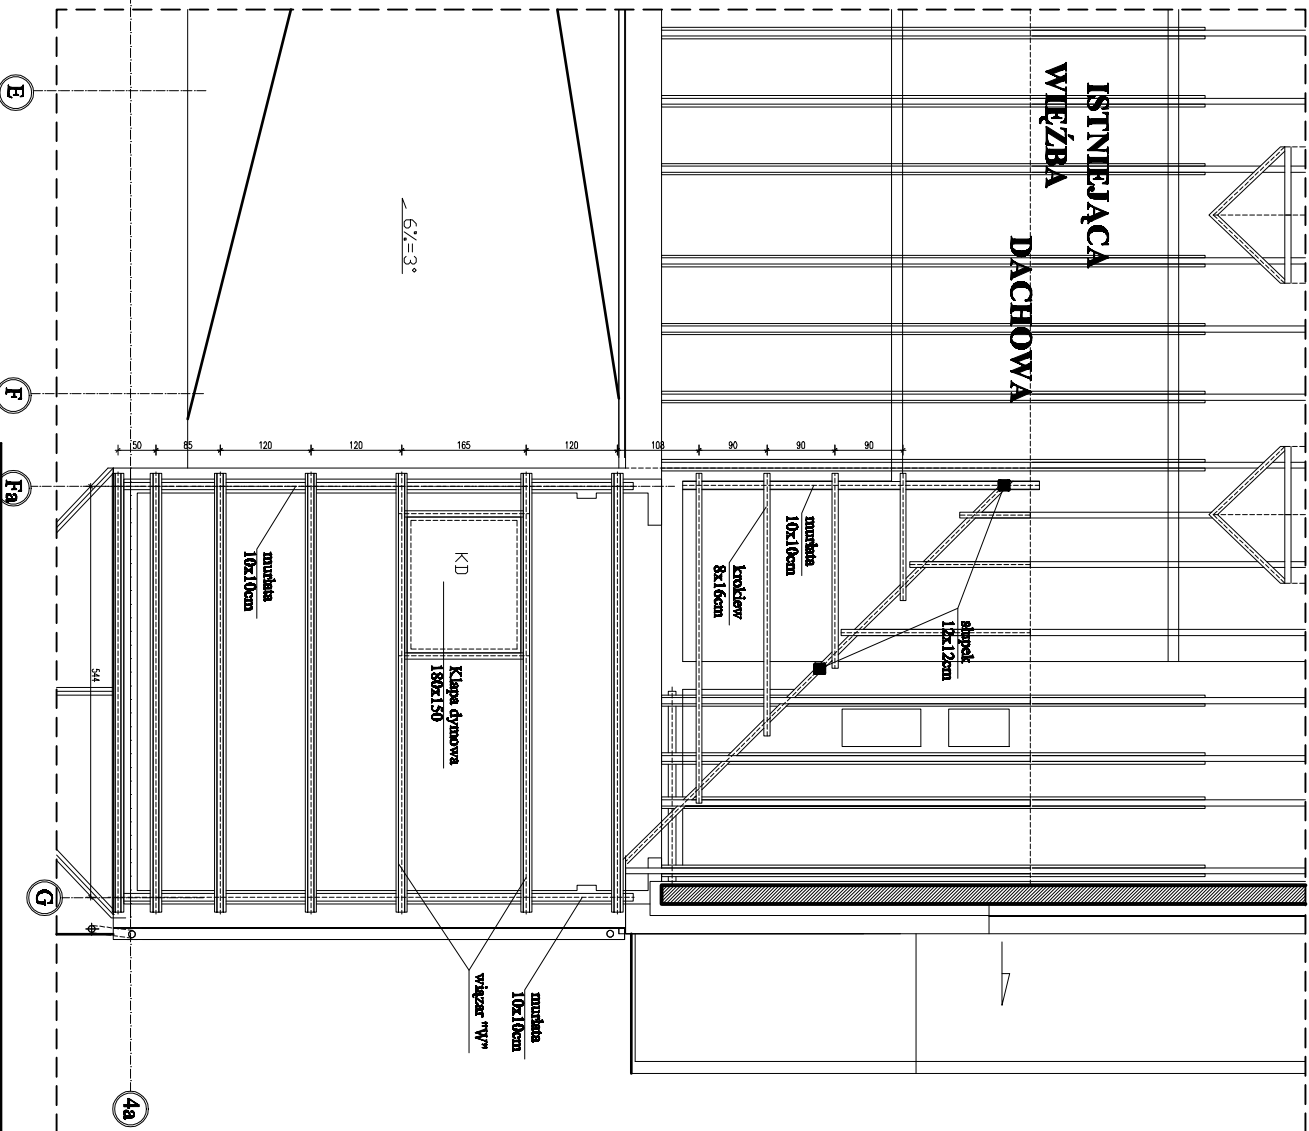 ISTNIEJĄCA
WIĘŹBA
DACHOWA
6%=3°
E
F
Fa
G
4a
50
85
120
120
165
120
108
90
90
90
544
murłata
10x10cm
krokiew
8x16cm
słupek
12x12cm
murłata
10x10cm
KD
Klapa dymowa
180x150
wiązar "W"
murłata
10x10cm